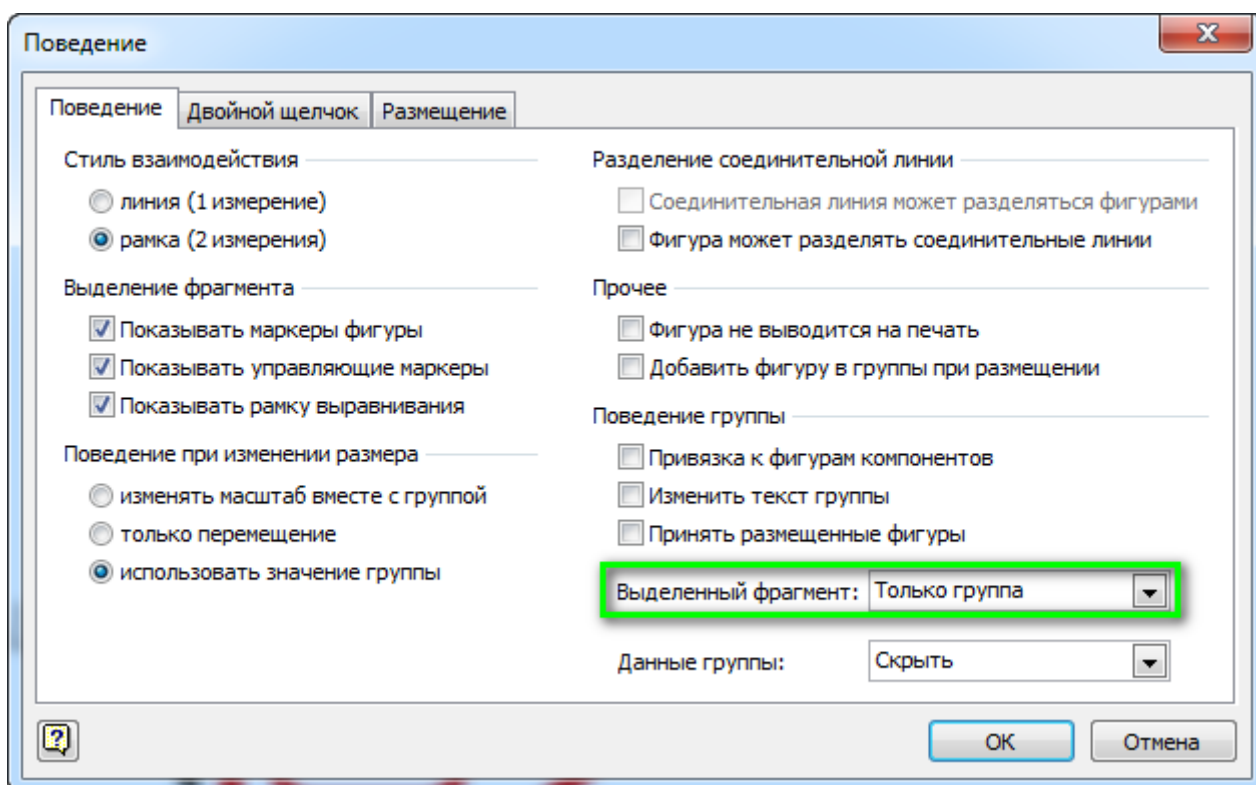 Поведение
Поведение Двойной щелчок Размещение
Стиль взаимодействия
линия (1 измерение)
рамка (2 измерения)
Выделение фрагмента
Показывать маркеры фигуры
Показывать управляющие маркеры
Показывать рамку выравнивания
Поведение при изменении размера
изменять масштаб вместе с группой
только перемещение
использовать значение группы
Разделение соединительной линии
Соединительная линия может разделяться фигурами
Фигура может разделять соединительные линии
Прочее
Фигура не выводится на печать
Добавить фигуру в группы при размещении
Поведение группы
Привязка к фигурам компонентов
Изменить текст группы
Принять размещенные фигуры
Выделенный фрагмент: Только группа
Данные группы: Скрыть
ОК Отмена